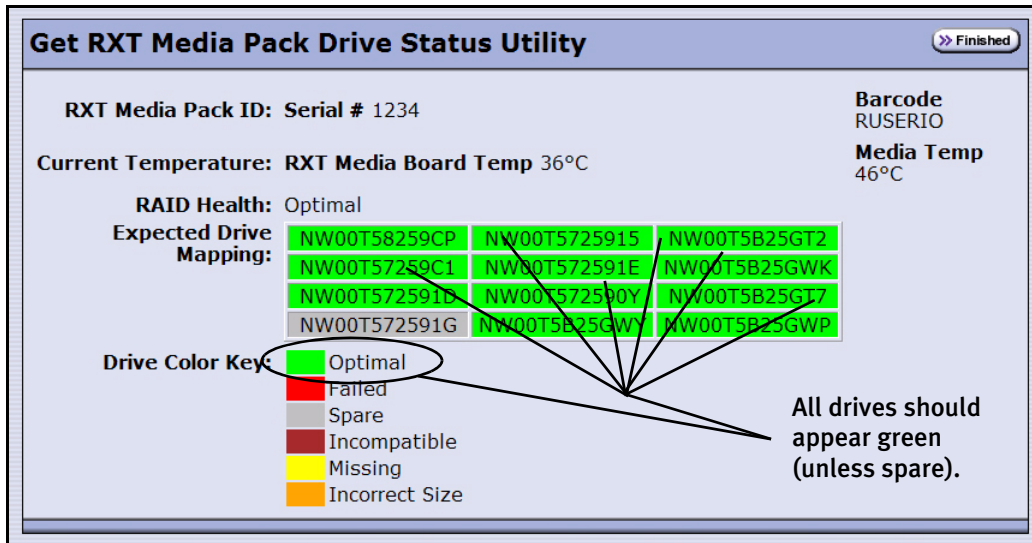 Get RXT Media Pack Drive Status Utility
Finished
RXT Media Pack ID: Serial # 1234
Barcode
RUSERIO
Current Temperature: RXT Media Board Temp 36°C
Media Temp
46°C
RAID Health: Optimal
Expected Drive
Mapping:
NW00T58259CP NW00T5725915 NW00T5B25GT2
NW00T57259C1 NW00T572591E NW00T5B25GWK
NW00T572591D NW00T572590Y NW00T5B25GT7
NW00T572591G NW00T5B25GWY NW00T5B25GWP
Drive Color Key:
Optimal
Failed
Spare
Incompatible
Missing
Incorrect Size
All drives should
appear green
(unless spare).